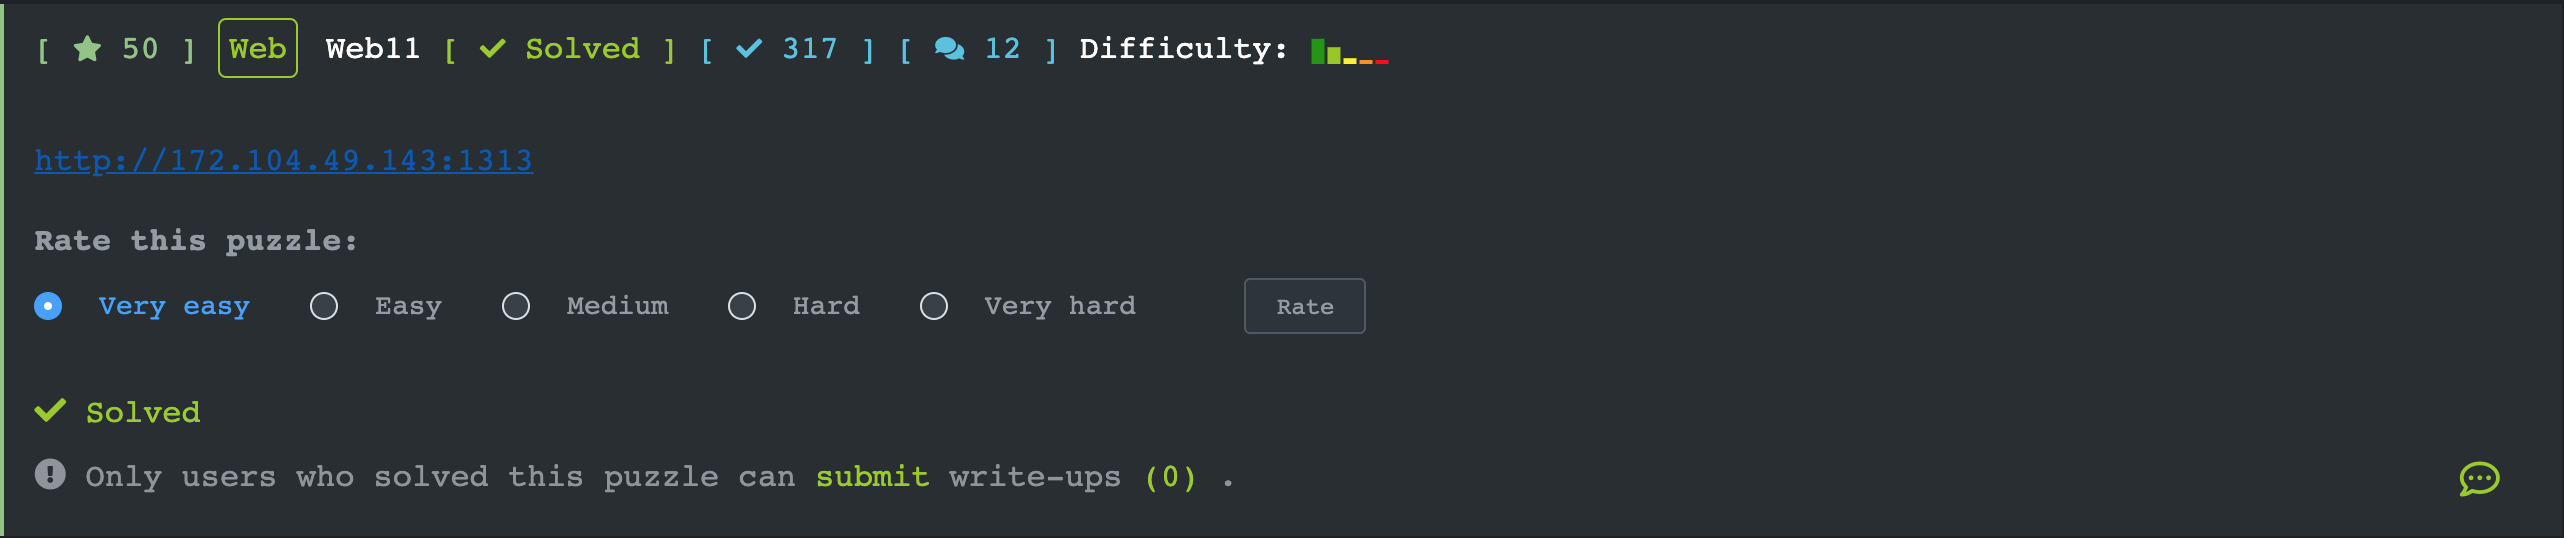 [ ★ 50 ] Web Web11 [ ✔ Solved ] [ ✔ 317 ] [ 12 ] Difficulty:
http://172.104.49.143:1313
Rate this puzzle:
Very easy Easy Medium Hard Very hard Rate
✔ Solved
Only users who solved this puzzle can submit write-ups (0) .